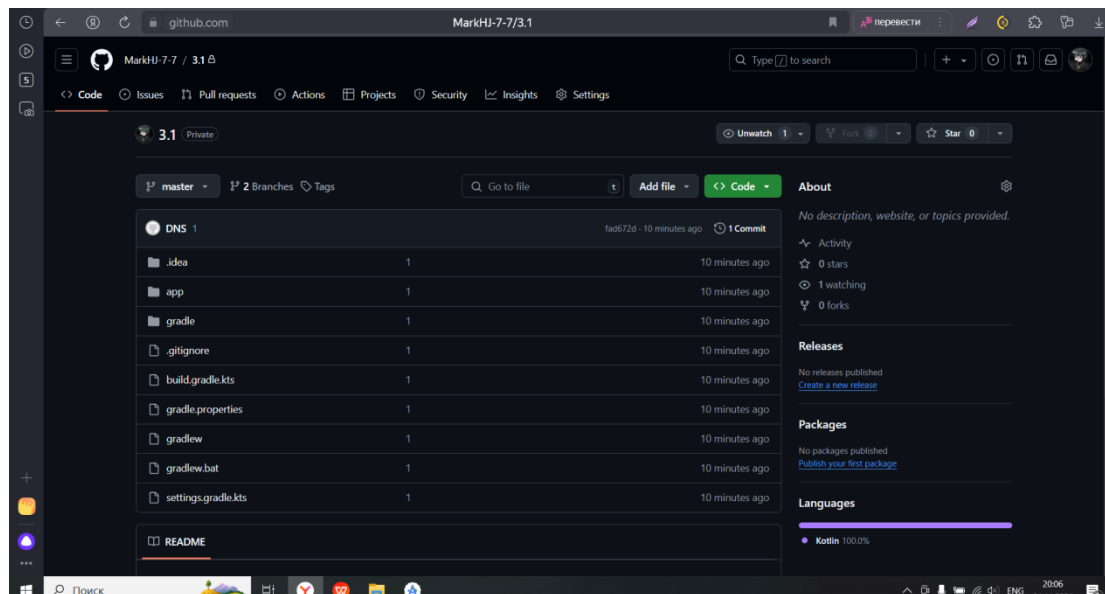 github.com MarkHJ-7-7/3.1 перевести
MarkHJ-7-7 / 3.1 Type / to search
5
Code Issues Pull requests Actions Projects Security Insights Settings
3.1 Private Unwatch 1 Fork 0 Star 0
master 2 Branches Tags Go to file t Add file Code About
No description, website, or topics provided.
DNS 1 fad672d · 10 minutes ago 1 Commit
Activity
.idea 1 10 minutes ago
0 stars
app 1 10 minutes ago
1 watching
0 forks
gradle 1 10 minutes ago
Releases
.gitignore 1 10 minutes ago
No releases published
build.gradle.kts 1 10 minutes ago
Create a new release
gradle.properties 1 10 minutes ago
Packages
gradlew 1 10 minutes ago
No packages published
Publish your first package
gradlew.bat 1 10 minutes ago
settings.gradle.kts 1 10 minutes ago
Languages
README
Kotlin 100.0%
Поиск ENG 20:06